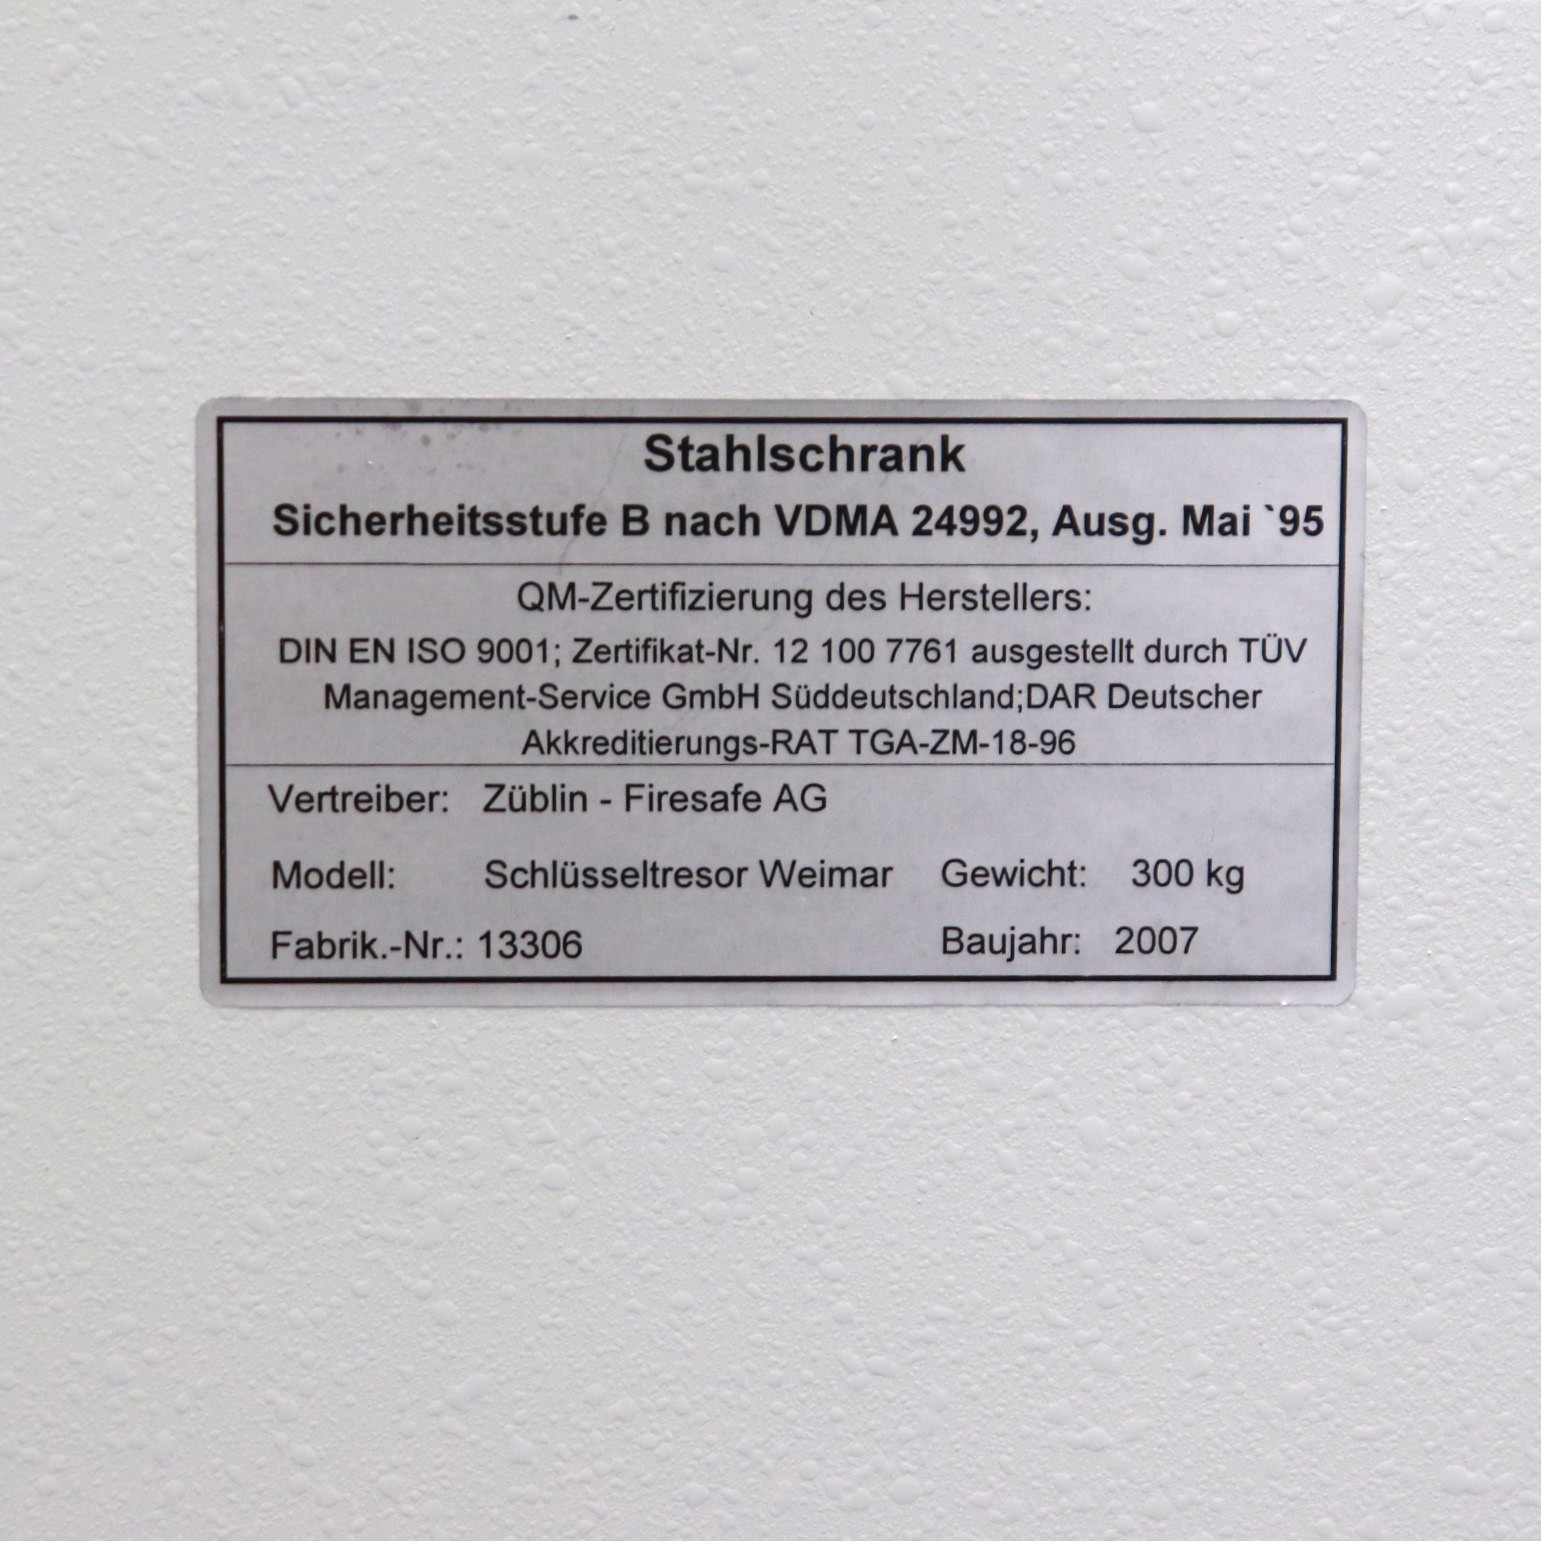 Stahlschrank
Sicherheitsstufe B nach VDMA 24992, Ausg. Mai `95
QM-Zertifizierung des Herstellers:
DIN EN ISO 9001; Zertifikat-Nr. 12 100 7761 ausgestellt durch TÜV
Management-Service GmbH Süddeutschland;DAR Deutscher
Akkreditierungs-RAT TGA-ZM-18-96
Vertreiber: Züblin - Firesafe AG
Modell: Schlüsseltresor Weimar Gewicht: 300 kg
Fabrik.-Nr.: 13306 Baujahr: 2007